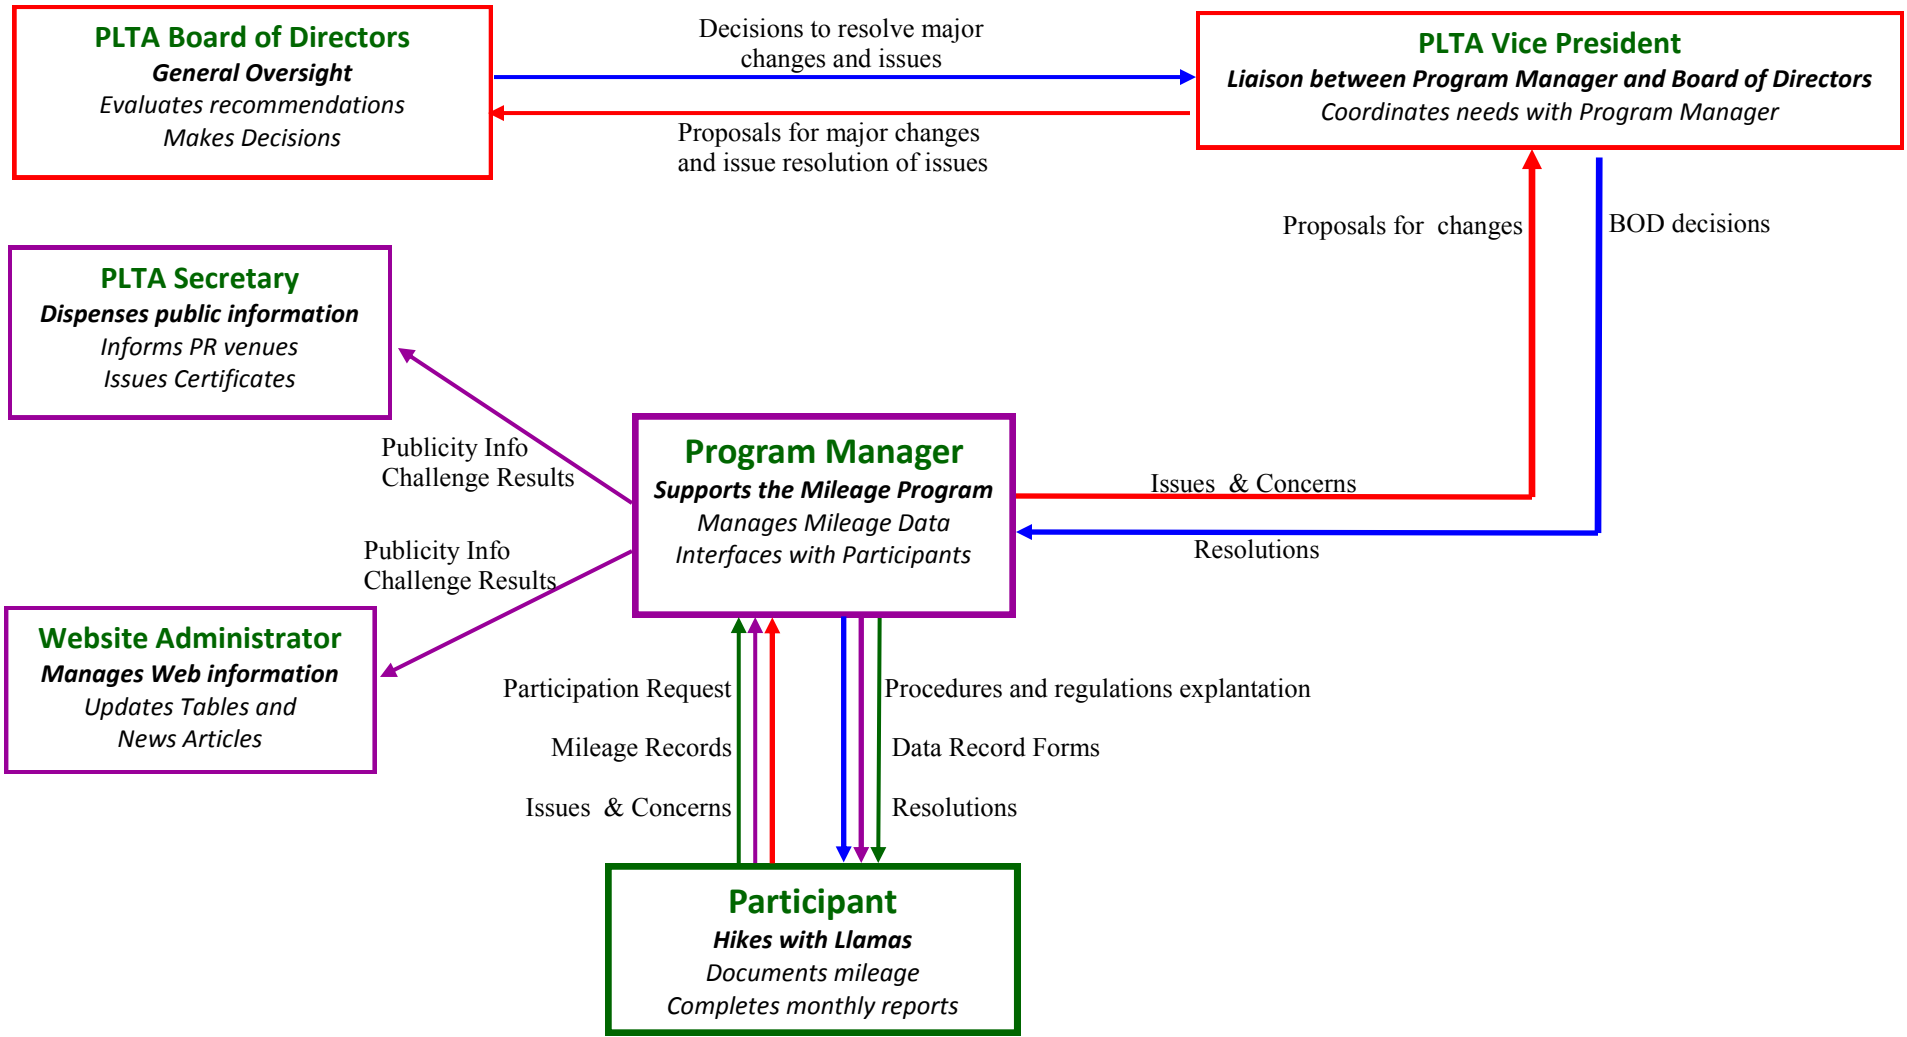 PLTA Board of Directors
General Oversight
Evaluates recommendations
Makes Decisions
Decisions to resolve major
changes and issues
Proposals for major changes
and issue resolution of issues
PLTA Vice President
Liaison between Program Manager and Board of Directors
Coordinates needs with Program Manager
Proposals for  changes
BOD decisions
PLTA Secretary
Dispenses public information
Informs PR venues
Issues Certificates
Publicity Info
Challenge Results
Program Manager
Supports the Mileage Program
Manages Mileage Data
Interfaces with Participants
Issues  & Concerns
Resolutions
Publicity Info
Challenge Results
Website Administrator
Manages Web information
Updates Tables and
News Articles
Participation Request
Mileage Records
Issues  & Concerns
Procedures and regulations explantation
Data Record Forms
Resolutions
Participant
Hikes with Llamas
Documents mileage
Completes monthly reports